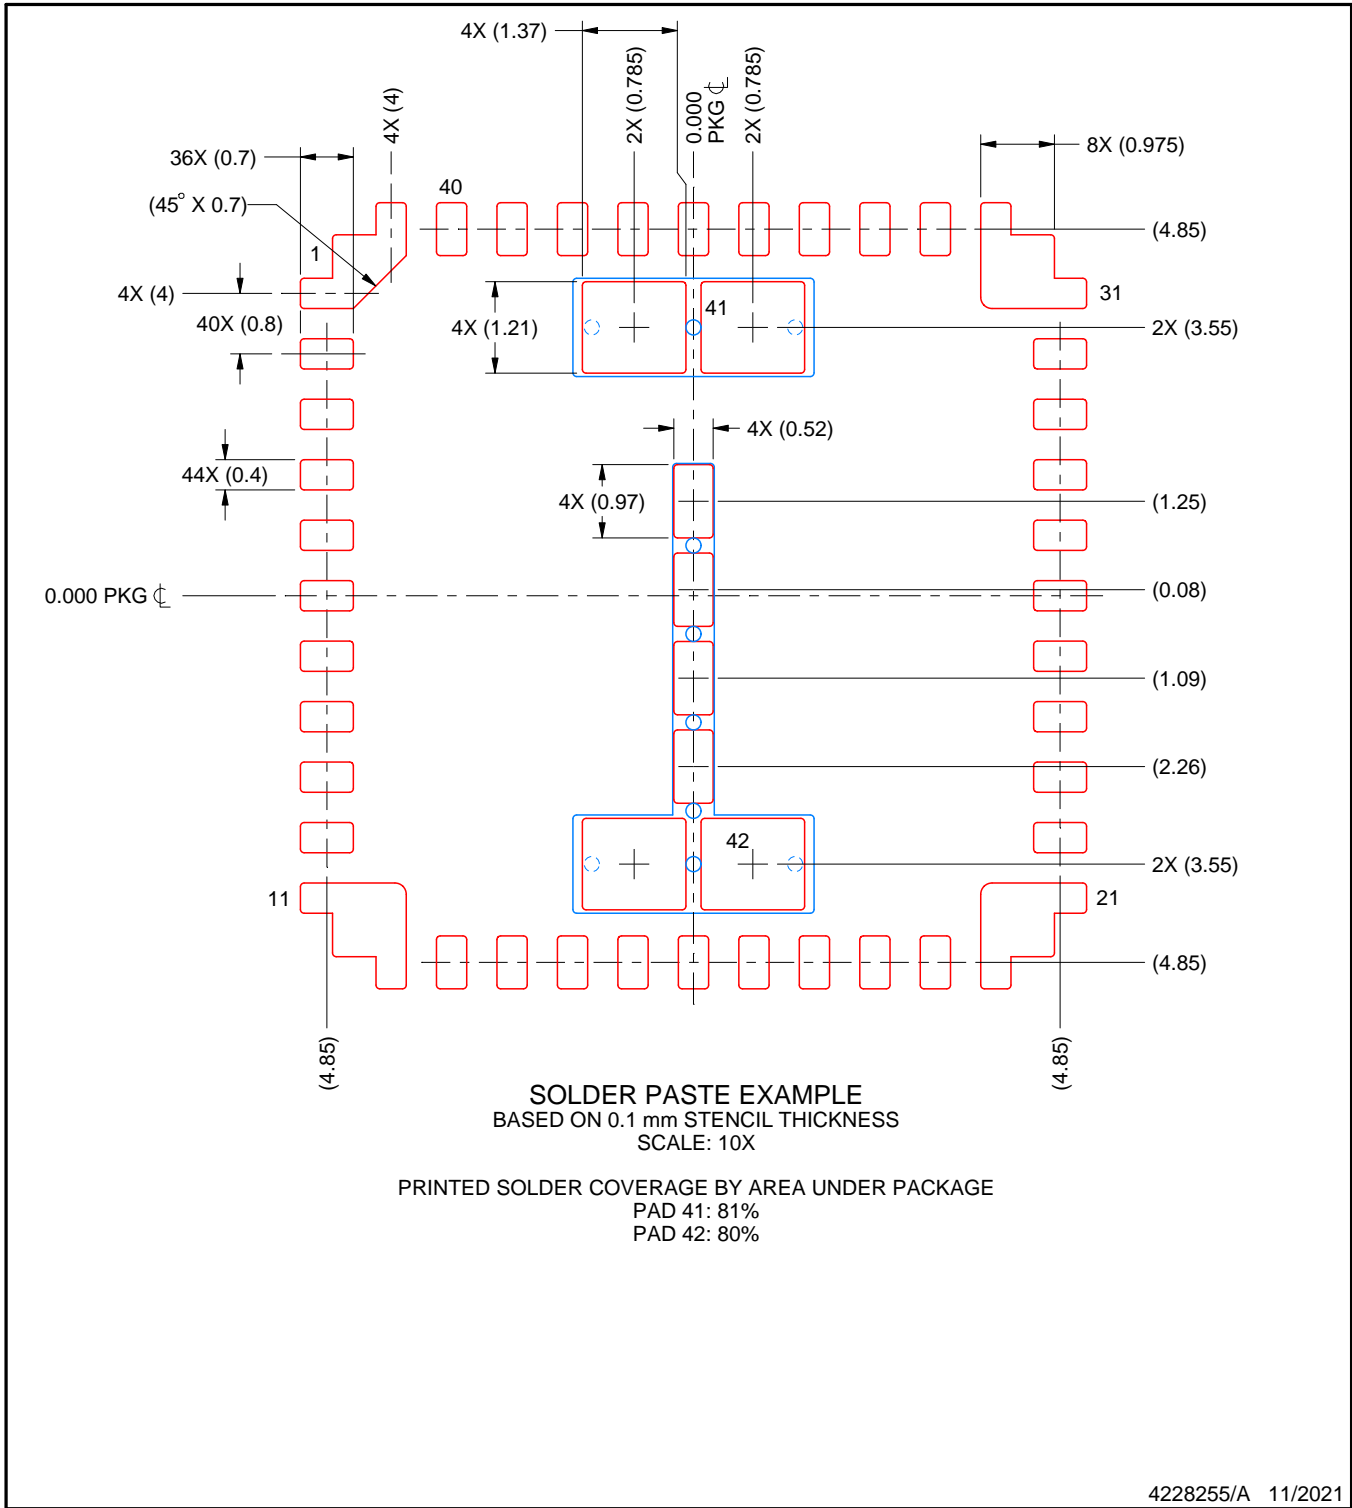 4X (1.37)
2X (0.785)
0.000
PKG ℄
2X (0.785)
4X (4)
36X (0.7)
8X (0.975)
(45° X 0.7)
40
(4.85)
1
4X (4)
31
41
40X (0.8)
4X (1.21)
2X (3.55)
4X (0.52)
44X (0.4)
4X (0.97)
(1.25)
0.000 PKG ℄
(0.08)
(1.09)
(2.26)
42
2X (3.55)
11
21
(4.85)
(4.85)
(4.85)
SOLDER PASTE EXAMPLE
BASED ON 0.1 mm STENCIL THICKNESS
SCALE: 10X
PRINTED SOLDER COVERAGE BY AREA UNDER PACKAGE
PAD 41: 81%
PAD 42: 80%
4228255/A 11/2021